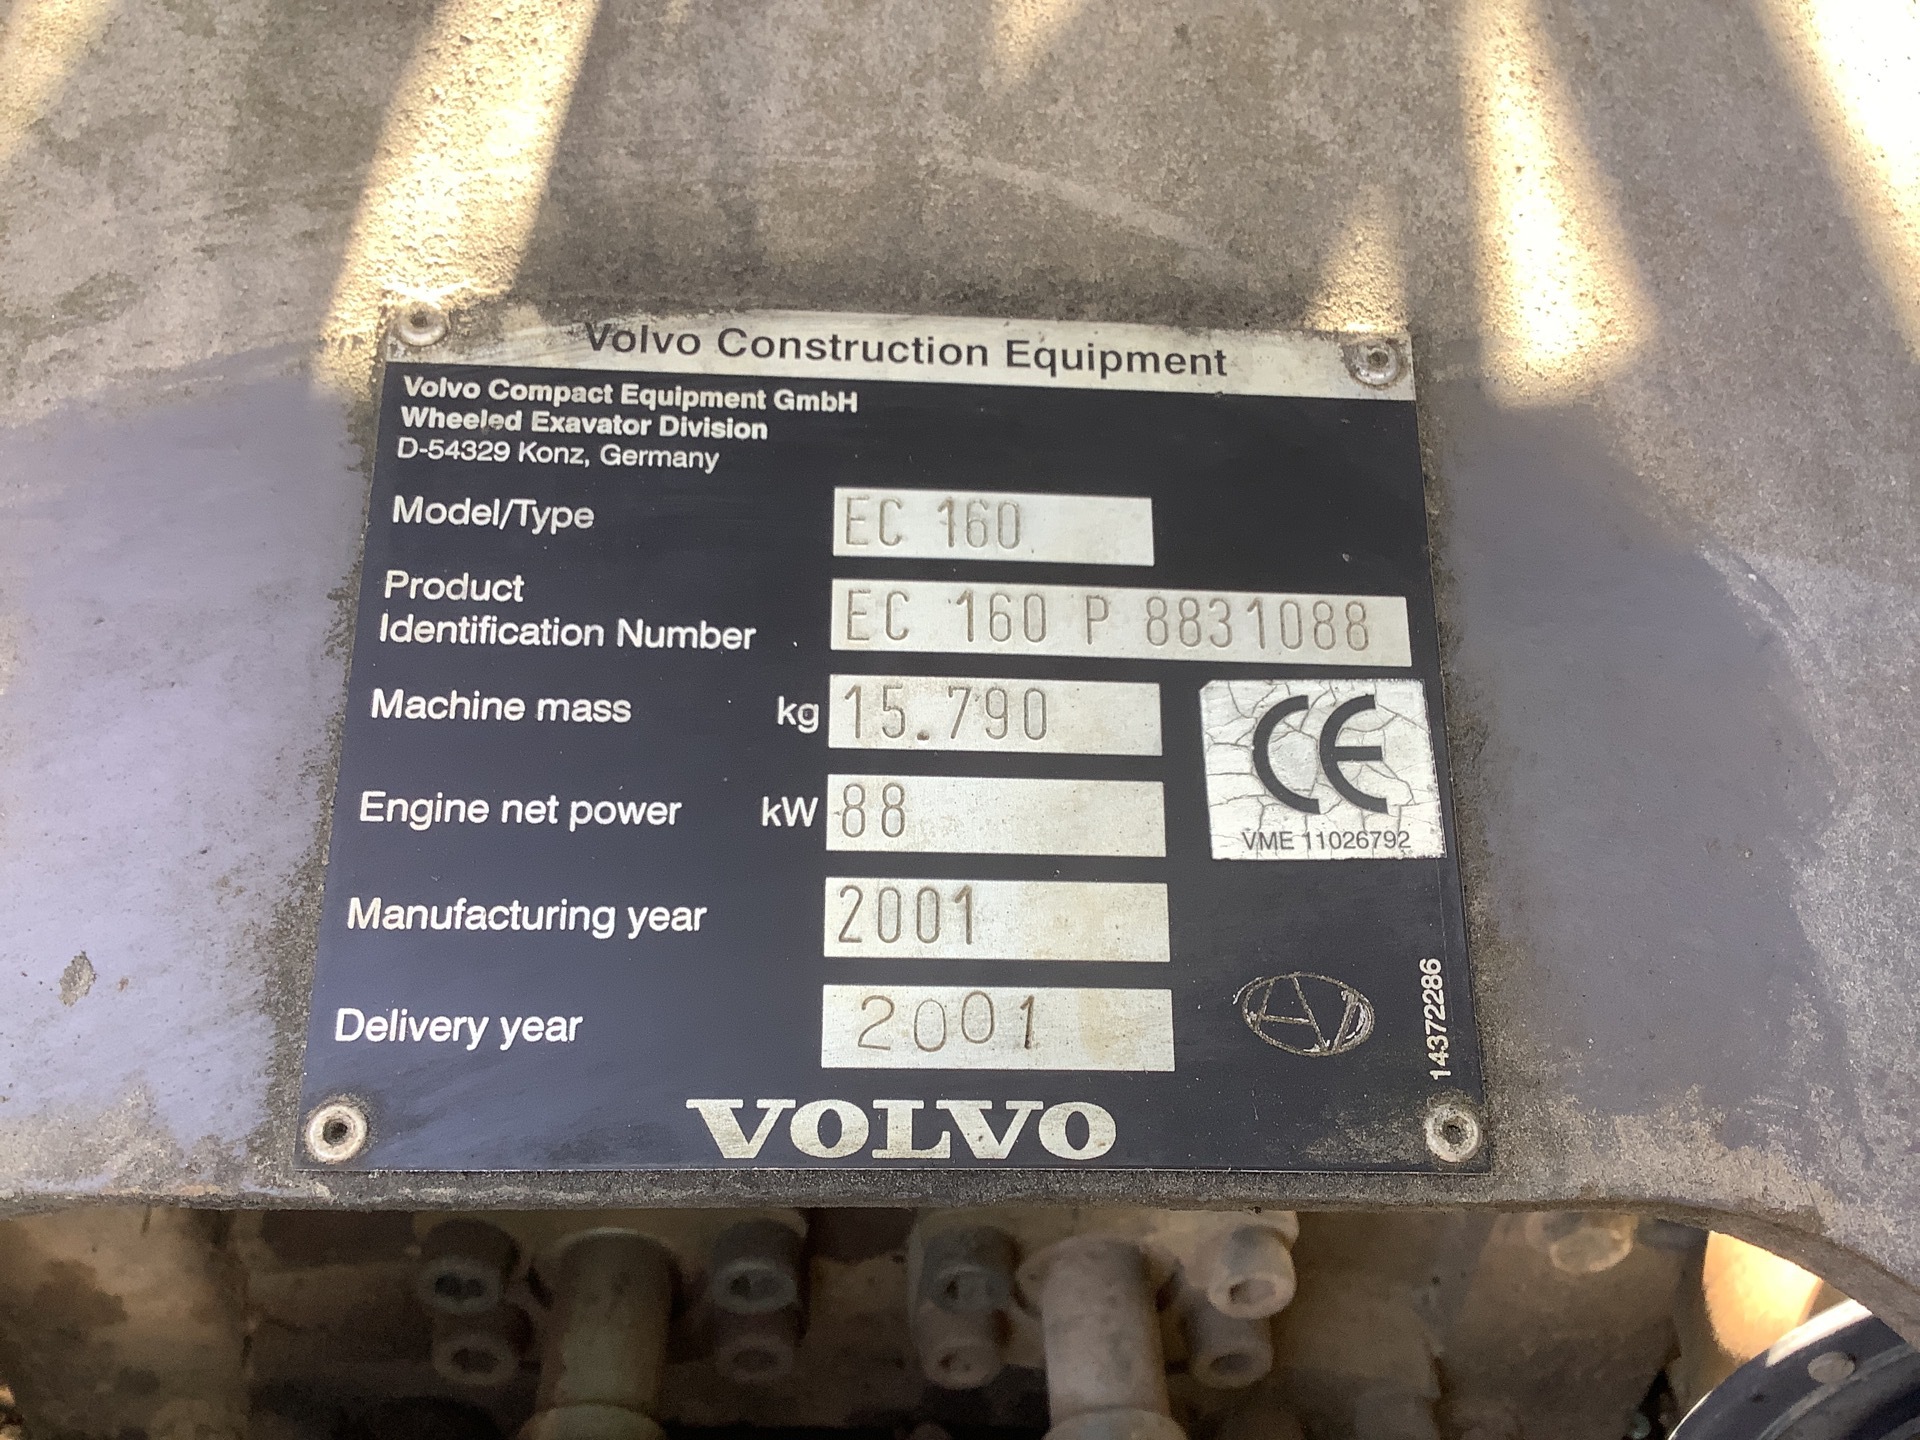 Volvo Construction Equipment
Volvo Compact Equipment GmbH
Wheeled Exavator Division
D-54329 Konz, Germany
Model/Type EC 160
Product
Identification Number EC 160 P 8831088
Machine mass kg 15.790
Engine net power kW 88
Manufacturing year 2001
Delivery year 2001
CE
VME 11026792
14372286
VOLVO